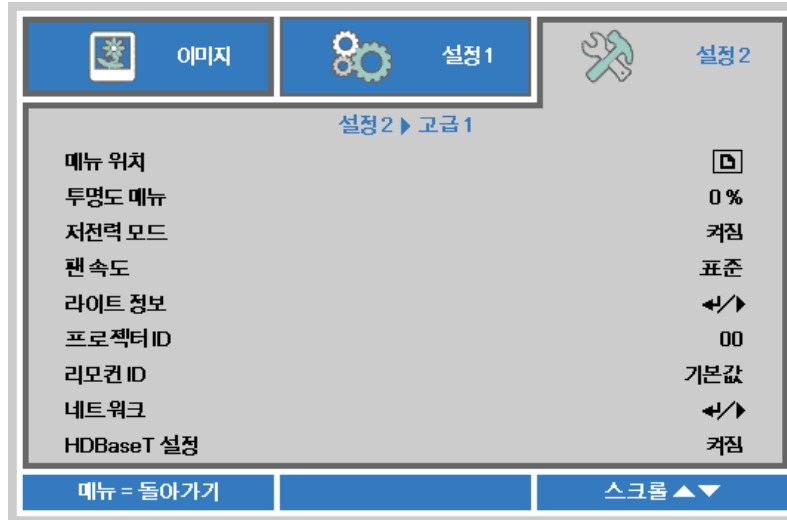 이미지 설정1 설정2
설정2 ▶ 고급1
메뉴 위치
투명도 메뉴 0 %
저전력 모드 켜짐
팬 속도 표준
라이트 정보 ↵/▶
프로젝터 ID 00
리모컨 ID 기본값
네트워크 ↵/▶
HDBaseT 설정 켜짐
메뉴 = 돌아가기 스크롤 ▲▼